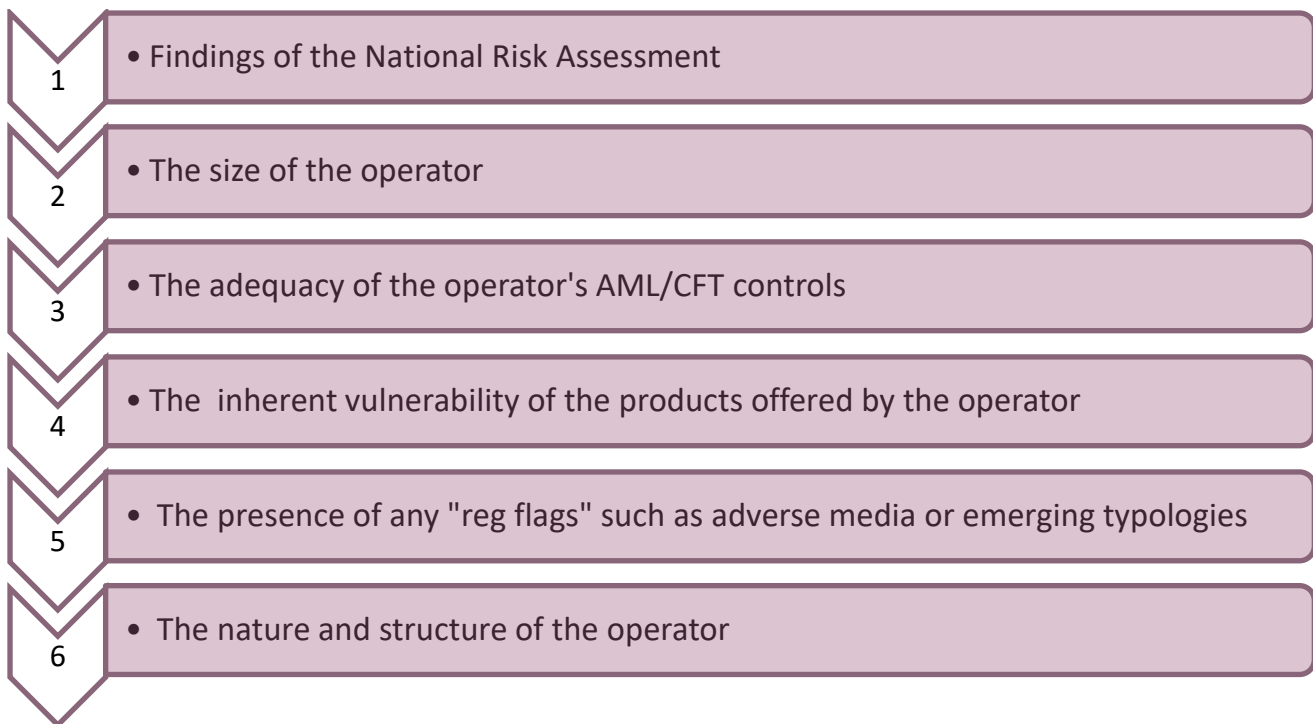 1
• Findings of the National Risk Assessment
2
• The size of the operator
3
• The adequacy of the operator's AML/CFT controls
4
• The  inherent vulnerability of the products offered by the operator
5
• The presence of any "reg flags" such as adverse media or emerging typologies
6
• The nature and structure of the operator